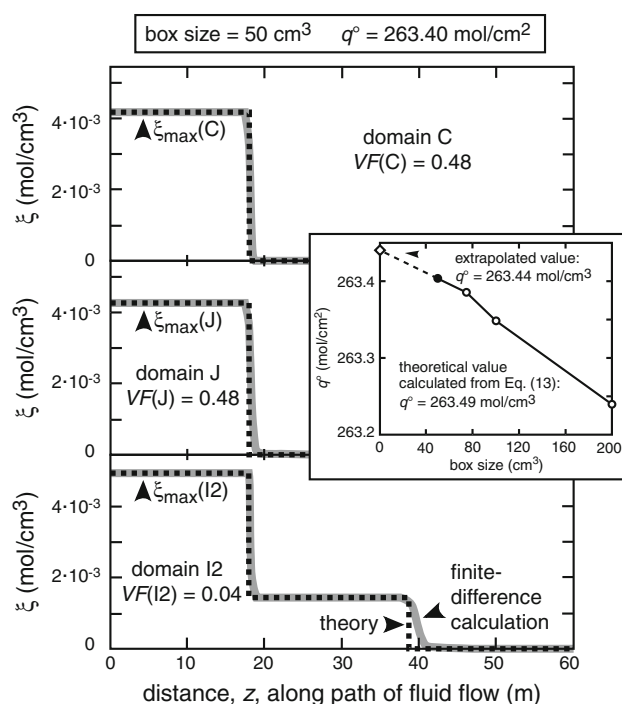 box size = 50 cm³ q° = 263.40 mol/cm²
ξ (mol/cm³)
4·10⁻³
2·10⁻³
0
ξmax(C)
domain C
VF(C) = 0.48
ξ (mol/cm³)
4·10⁻³
2·10⁻³
0
ξmax(J)
domain J
VF(J) = 0.48
q° (mol/cm²)
263.4
263.3
263.2
extrapolated value:
q° = 263.44 mol/cm³
theoretical value
calculated from Eq. (13):
q° = 263.49 mol/cm³
0 40 80 120 160 200
box size (cm³)
ξ (mol/cm³)
4·10⁻³
2·10⁻³
0
ξmax(I2)
domain I2
VF(I2) = 0.04
theory
finite-
difference
calculation
0 10 20 30 40 50 60
distance, z, along path of fluid flow (m)